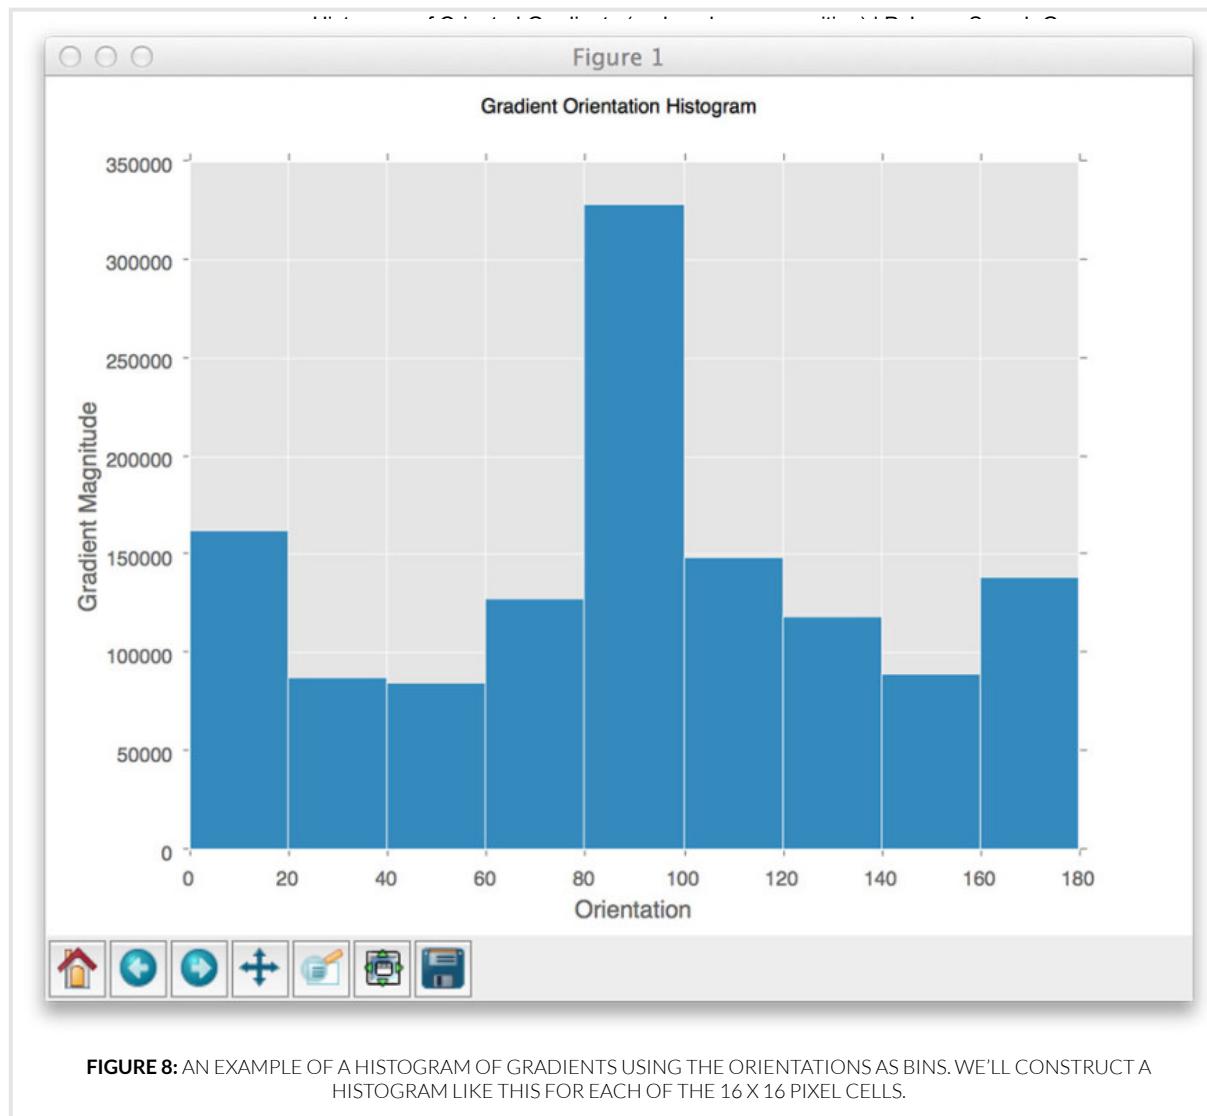 Figure 1
Gradient Orientation Histogram
350000
300000
250000
200000
150000
100000
50000
0
Gradient Magnitude
0 20 40 60 80 100 120 140 160 180
Orientation
FIGURE 8: AN EXAMPLE OF A HISTOGRAM OF GRADIENTS USING THE ORIENTATIONS AS BINS. WE'LL CONSTRUCT A
HISTOGRAM LIKE THIS FOR EACH OF THE 16 X 16 PIXEL CELLS.